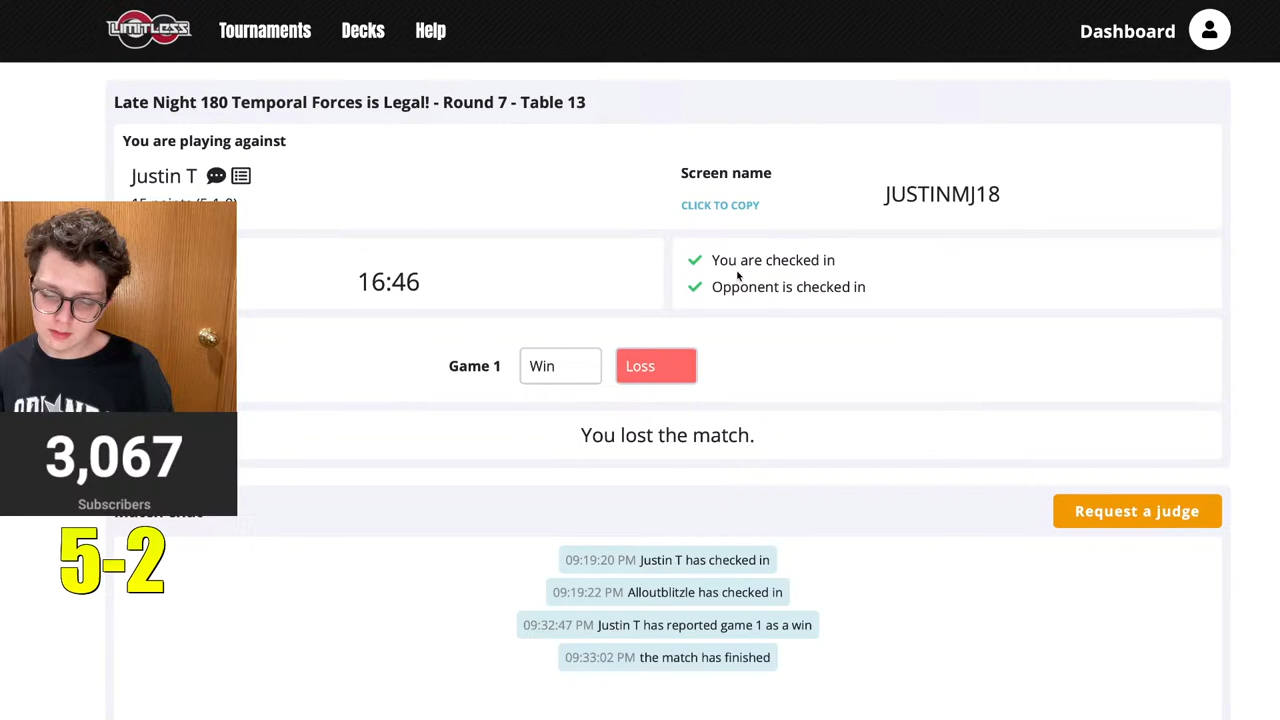 LIMITLESS
Tournaments
Decks
Help
Dashboard
Late Night 180 Temporal Forces is Legal! - Round 7 - Table 13
You are playing against
Justin T
Screen name
CLICK TO COPY
JUSTINMJ18
16:46
You are checked in
Opponent is checked in
Game 1 Win Loss
You lost the match.
3,067
Subscribers
5-2
Request a judge
09:19:20 PM Justin T has checked in
09:19:22 PM Alloutblitzle has checked in
09:32:47 PM Justin T has reported game 1 as a win
09:33:02 PM the match has finished